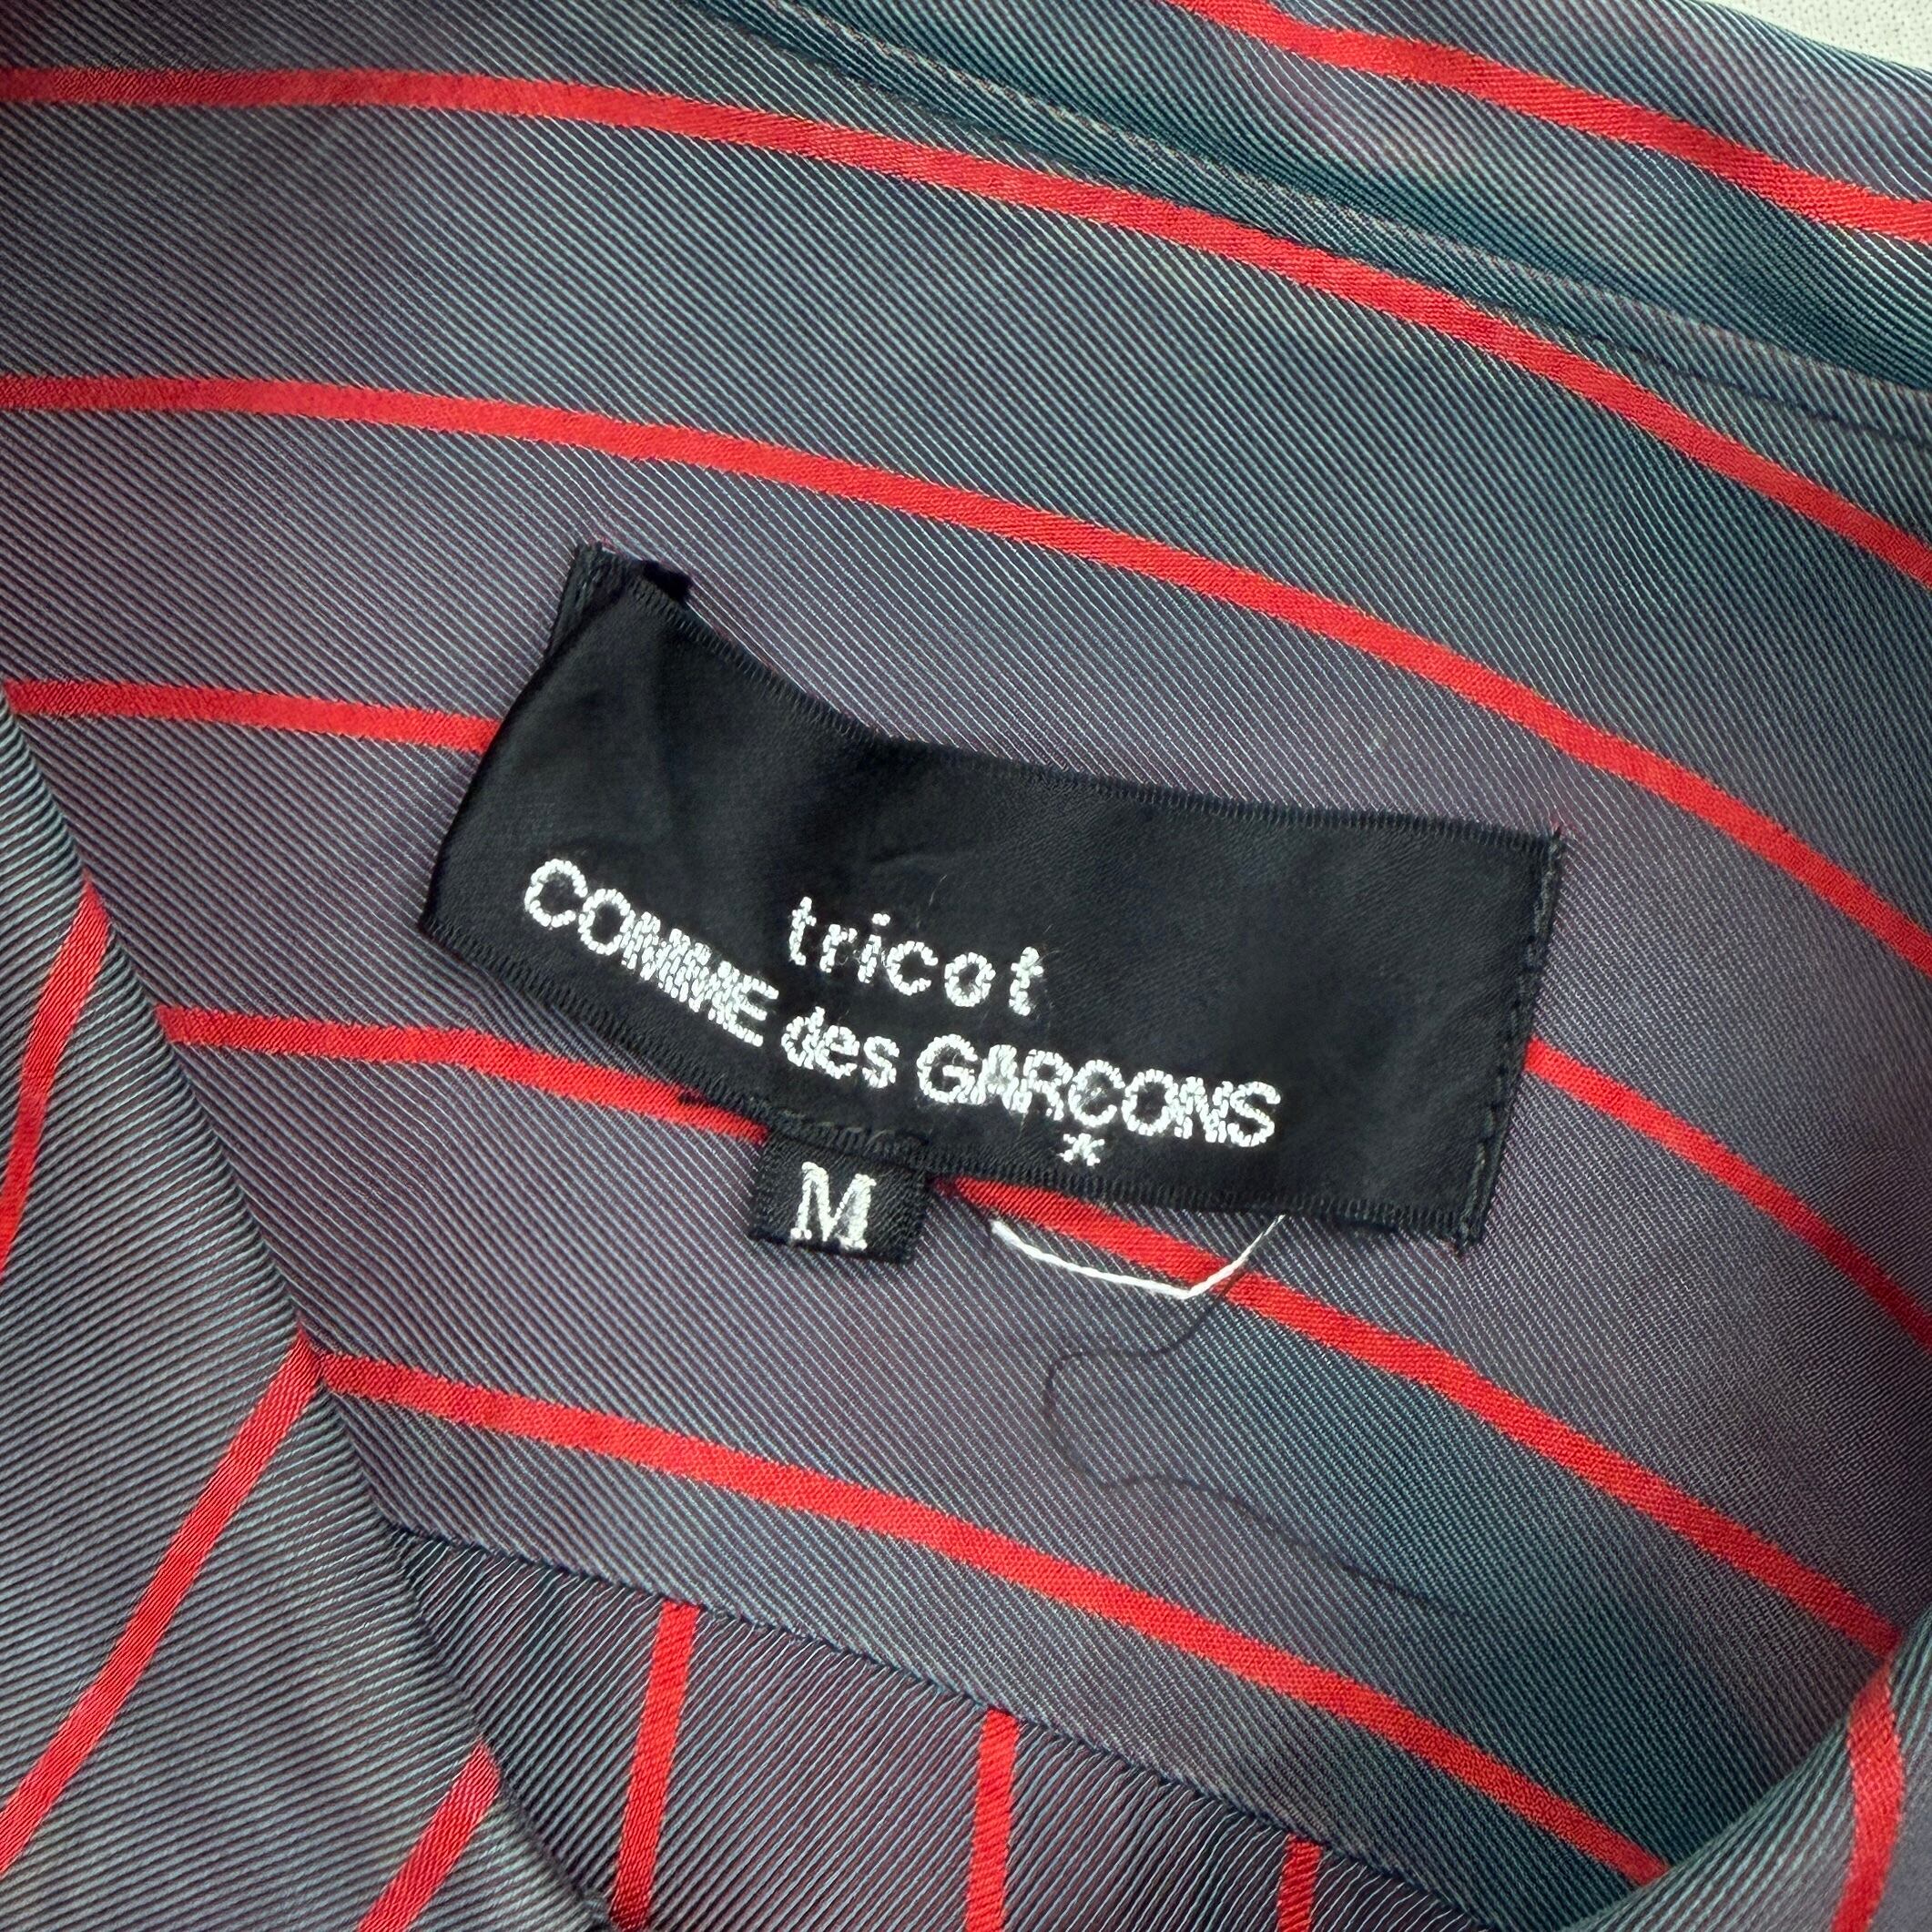 tricot
COMME des GARÇONS
*
M